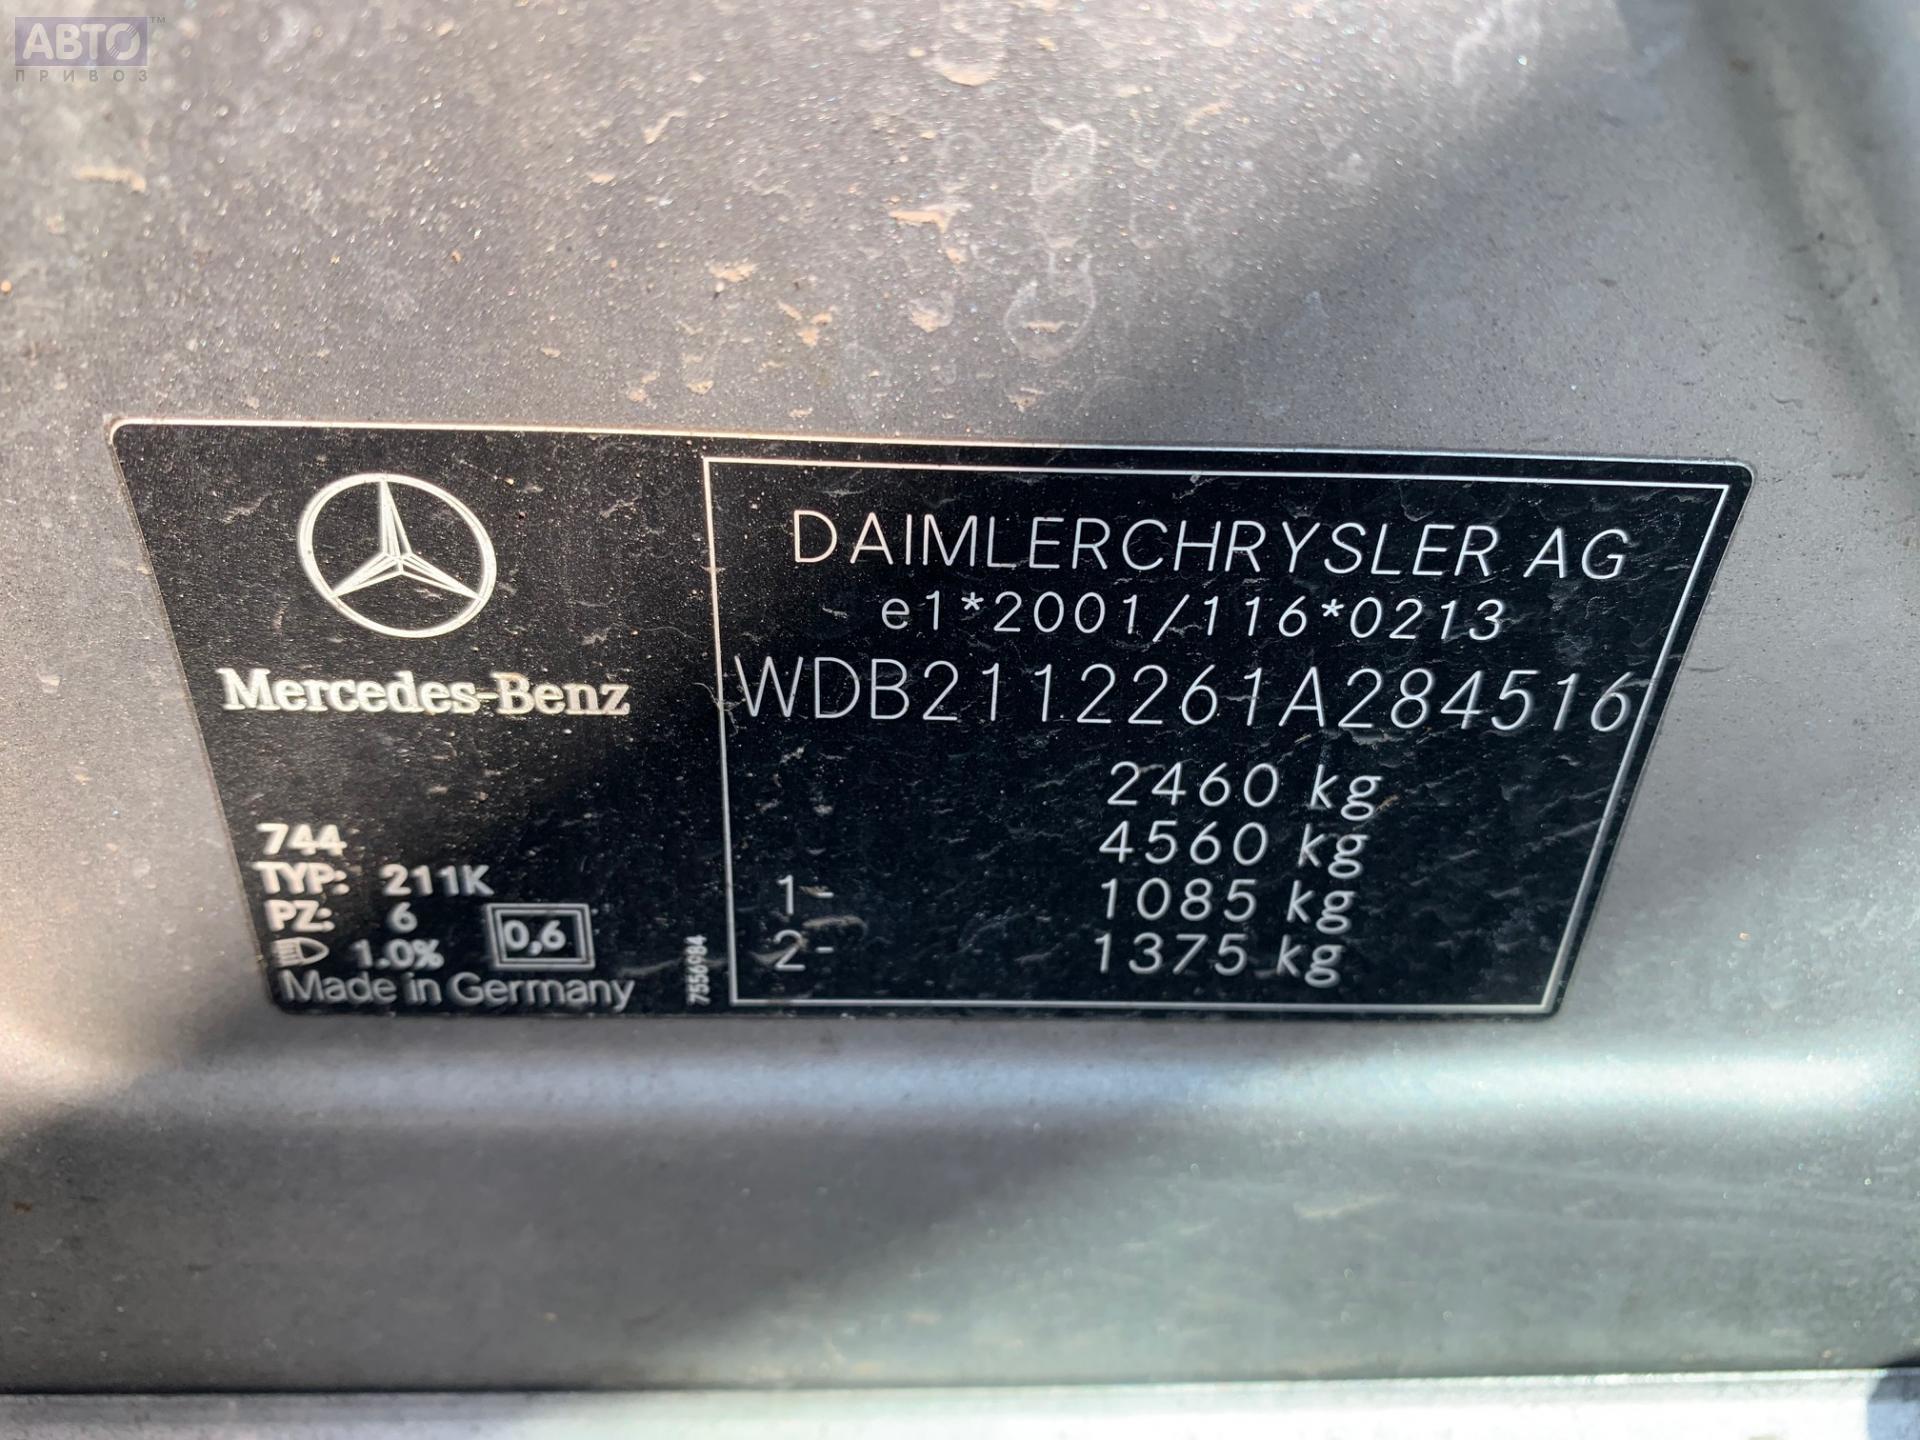 АВТО™
ПРИВОЗ
Mercedes-Benz
744
TYP: 211K
PZ: 6
1.0% 0,6
Made in Germany
7556984
DAIMLERCHRYSLER AG
e1*2001/116*0213
WDB2112261A284516
2460 kg
4560 kg
1- 1085 kg
2- 1375 kg